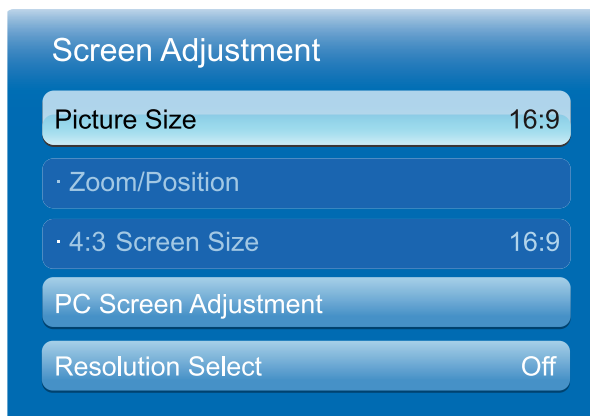 Screen Adjustment
Picture Size 16:9
· Zoom/Position
· 4:3 Screen Size 16:9
PC Screen Adjustment
Resolution Select Off